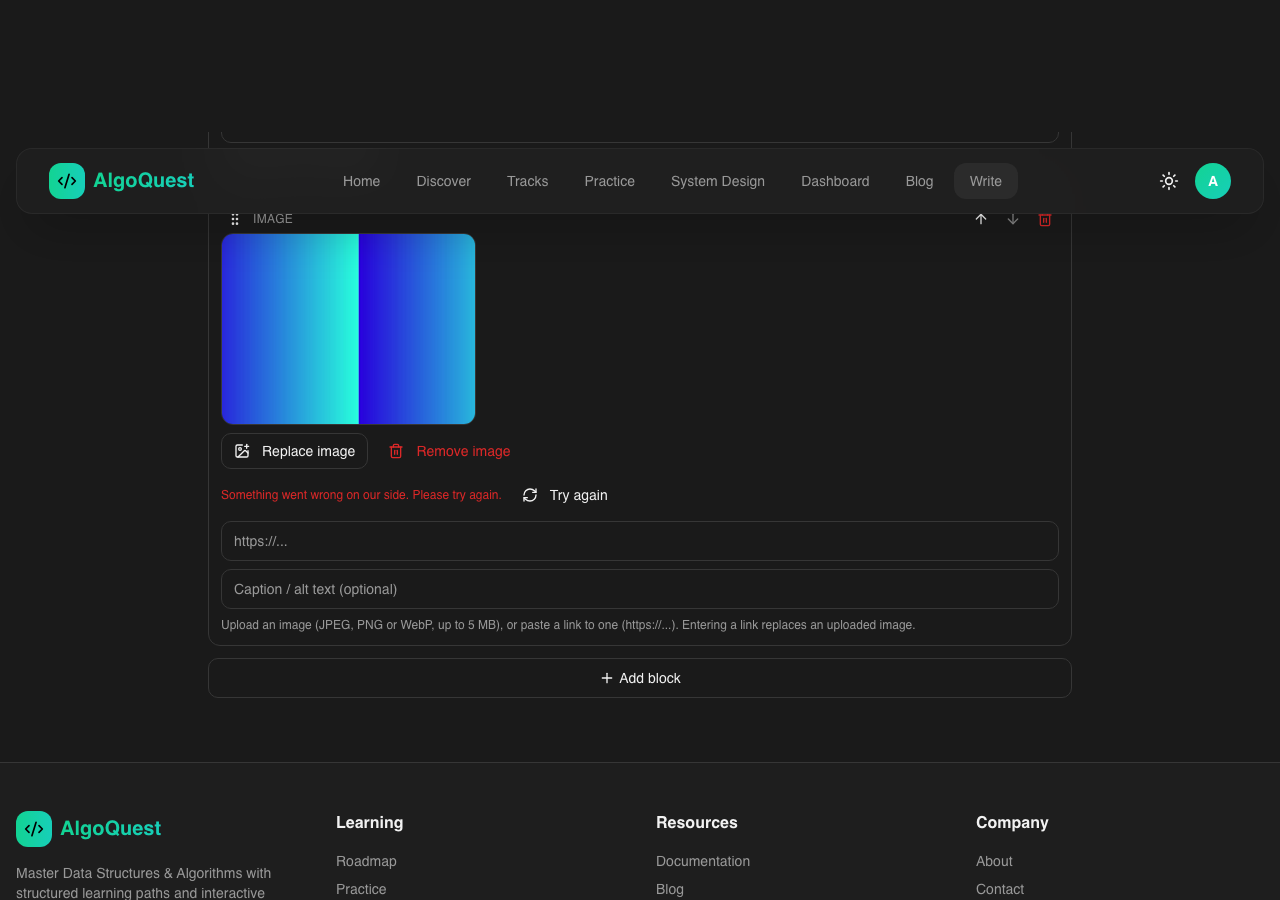 AlgoQuest
Home
Discover
Tracks
Practice
System Design
Dashboard
Blog
Write
A
IMAGE
Replace image
Remove image
Something went wrong on our side. Please try again.
Try again
https://...
Caption / alt text (optional)
Upload an image (JPEG, PNG or WebP, up to 5 MB), or paste a link to one (https://...). Entering a link replaces an uploaded image.
Add block
AlgoQuest
Master Data Structures & Algorithms with
structured learning paths and interactive
Learning
Roadmap
Practice
Resources
Documentation
Blog
Company
About
Contact